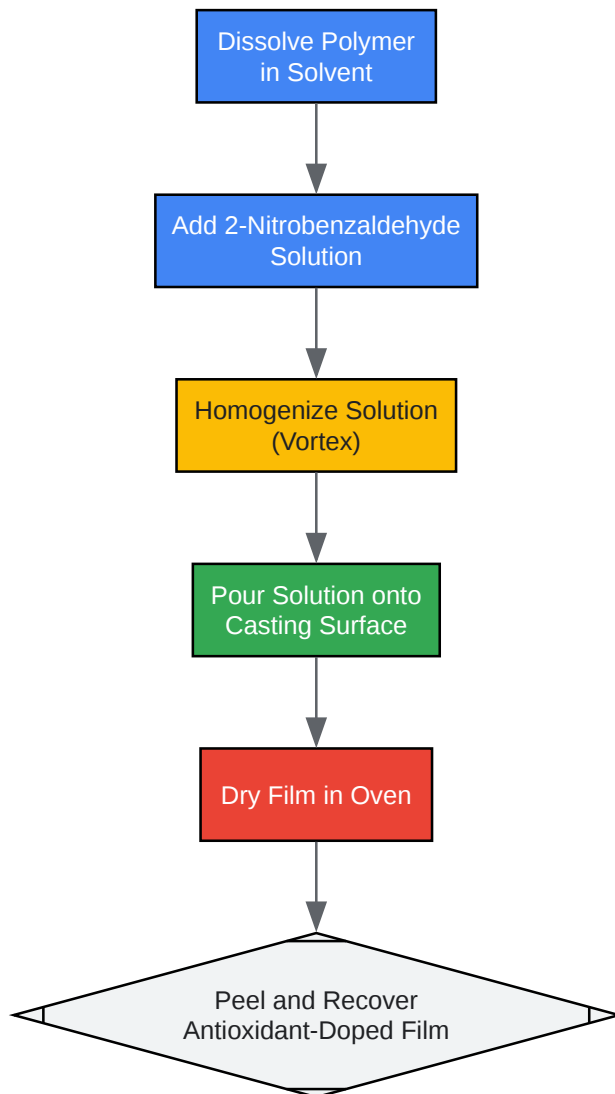 Dissolve Polymer
in Solvent
Add 2-Nitrobenzaldehyde
Solution
Homogenize Solution
(Vortex)
Pour Solution onto
Casting Surface
Dry Film in Oven
Peel and Recover
Antioxidant-Doped Film